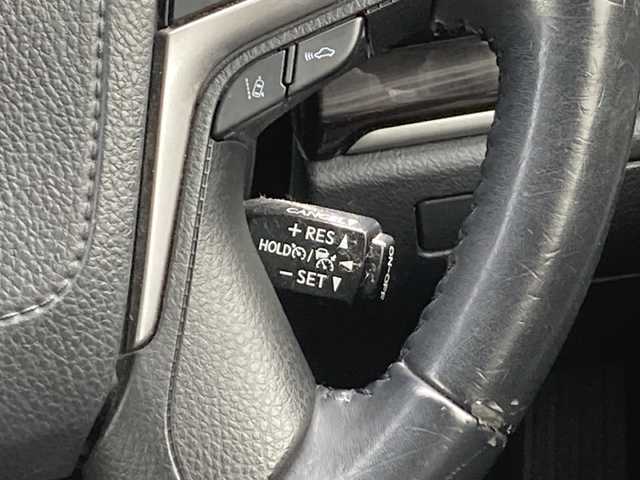 CANCEL
+ RES
HOLD /
- SET
ON-OFF